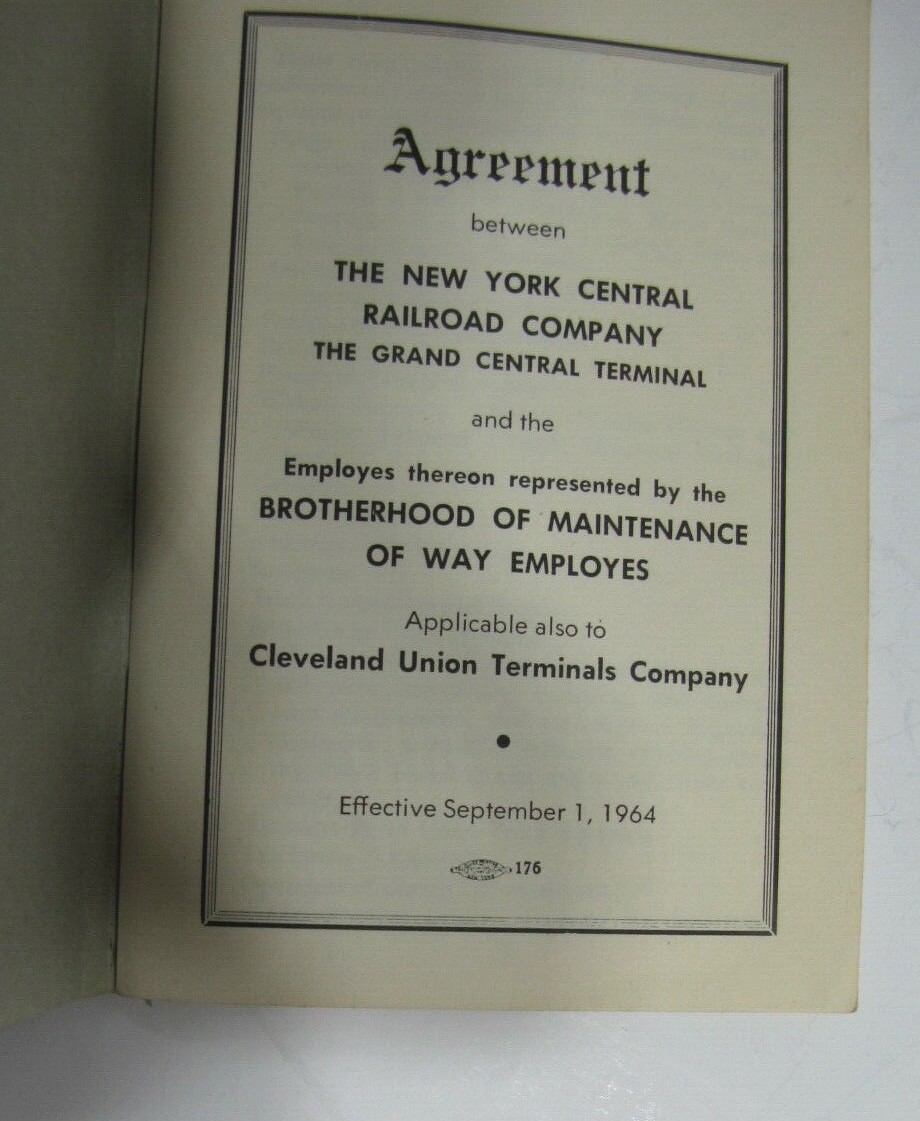 Agreement
between
THE NEW YORK CENTRAL
RAILROAD COMPANY
THE GRAND CENTRAL TERMINAL
and the
Employes thereon represented by the
BROTHERHOOD OF MAINTENANCE
OF WAY EMPLOYES
Applicable also to
Cleveland Union Terminals Company
Effective September 1, 1964
176